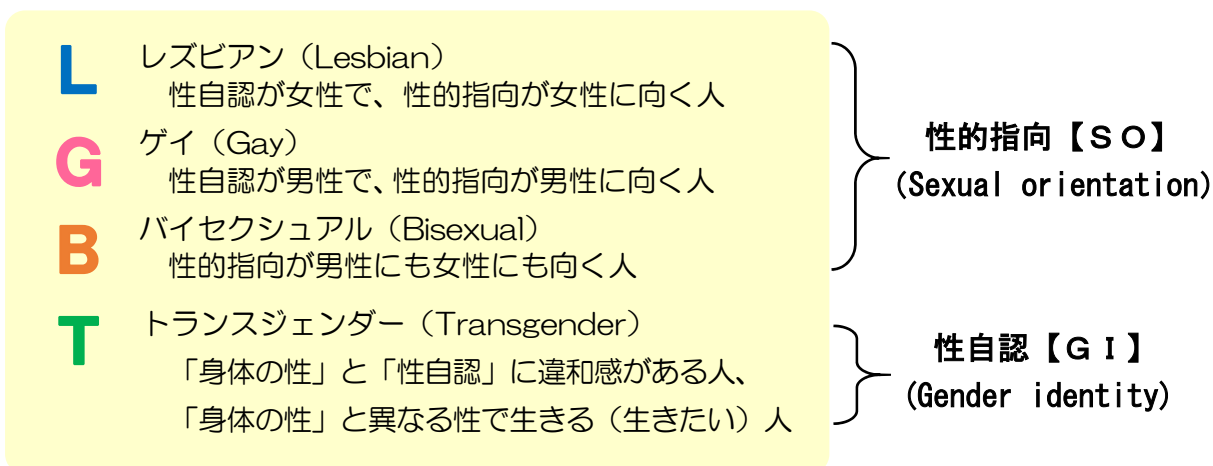 L レズビアン（Lesbian）
性自認が女性で、性的指向が女性に向く人
G ゲイ（Gay）
性自認が男性で、性的指向が男性に向く人
B バイセクシュアル（Bisexual）
性的指向が男性にも女性にも向く人
性的指向【ＳＯ】
(Sexual orientation)
T トランスジェンダー（Transgender）
「身体の性」と「性自認」に違和感がある人、
「身体の性」と異なる性で生きる（生きたい）人
性自認【ＧＩ】
(Gender identity)